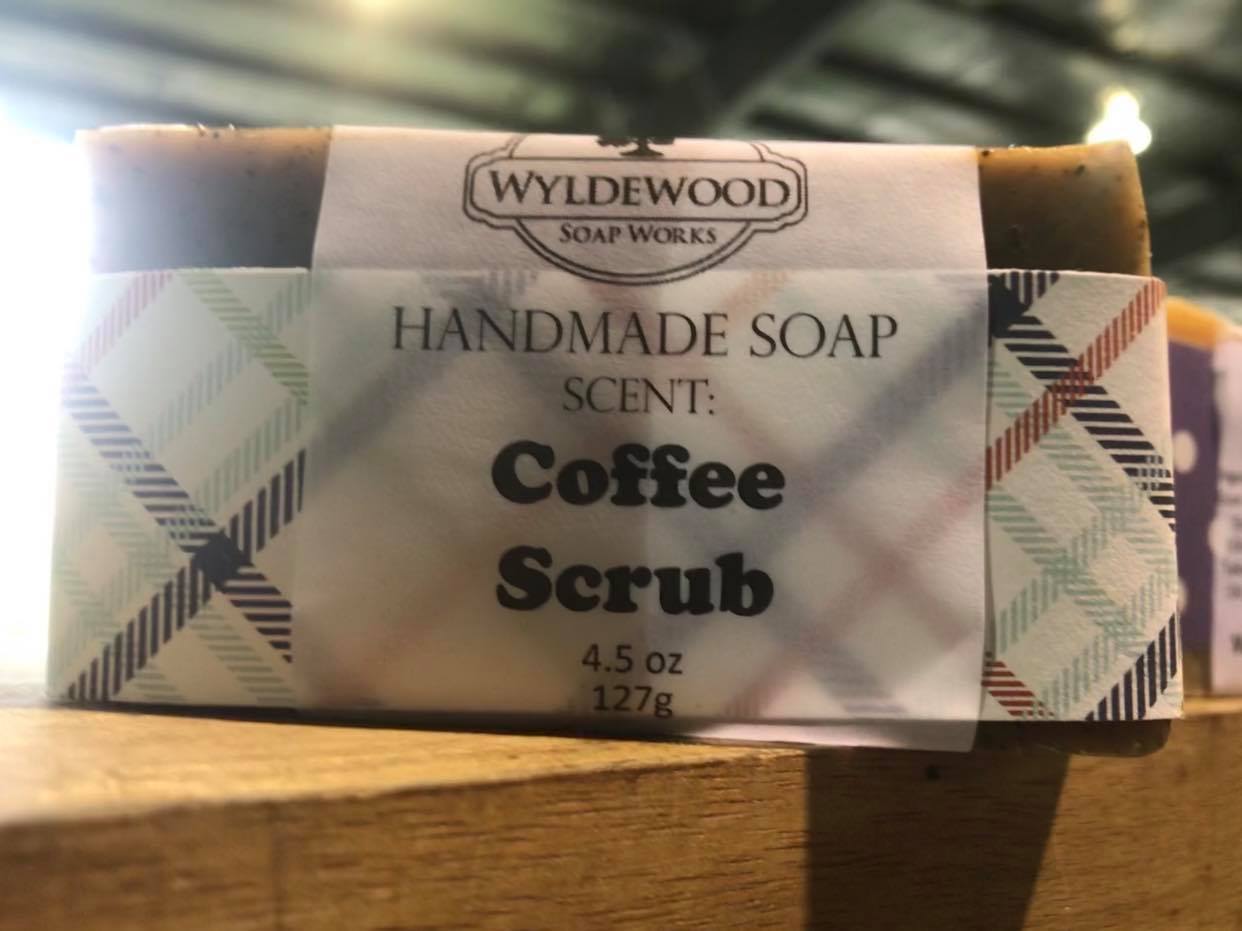 WYLDEWOOD
SOAP WORKS
HANDMADE SOAP
SCENT:
Coffee
Scrub
4.5 oz
127g